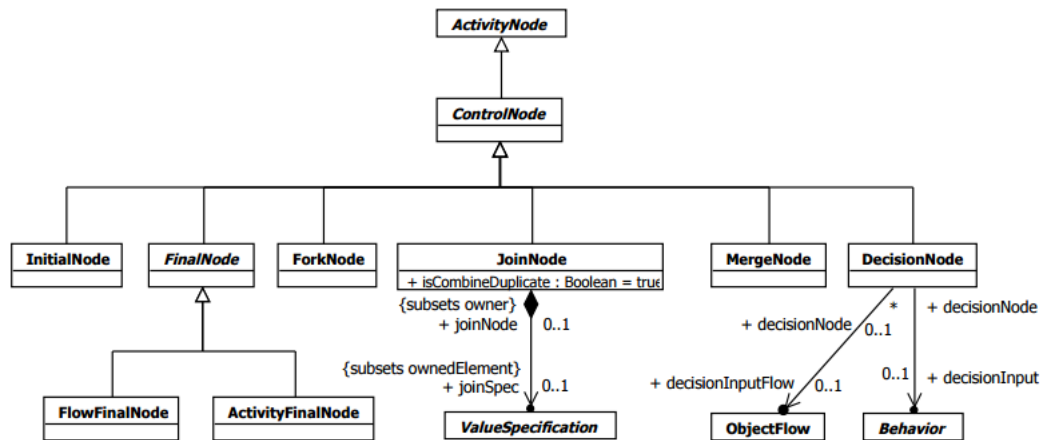 ActivityNode
ControlNode
InitialNode
FinalNode
ForkNode
JoinNode
+ isCombineDuplicate : Boolean = true
MergeNode
DecisionNode
{subsets owner}
+ joinNode
0..1
{subsets ownedElement}
+ joinSpec
0..1
+ decisionNode
*
0..1
+ decisionNode
+ decisionInputFlow
0..1
0..1
+ decisionInput
FlowFinalNode
ActivityFinalNode
ValueSpecification
ObjectFlow
Behavior